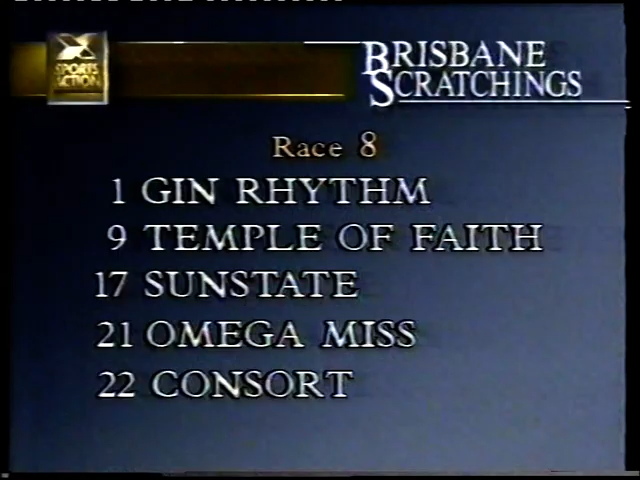 SPORTS
ACTION
BRISBANE
SCRATCHINGS
Race 8
1 GIN RHYTHM
9 TEMPLE OF FAITH
17 SUNSTATE
21 OMEGA MISS
22 CONSORT